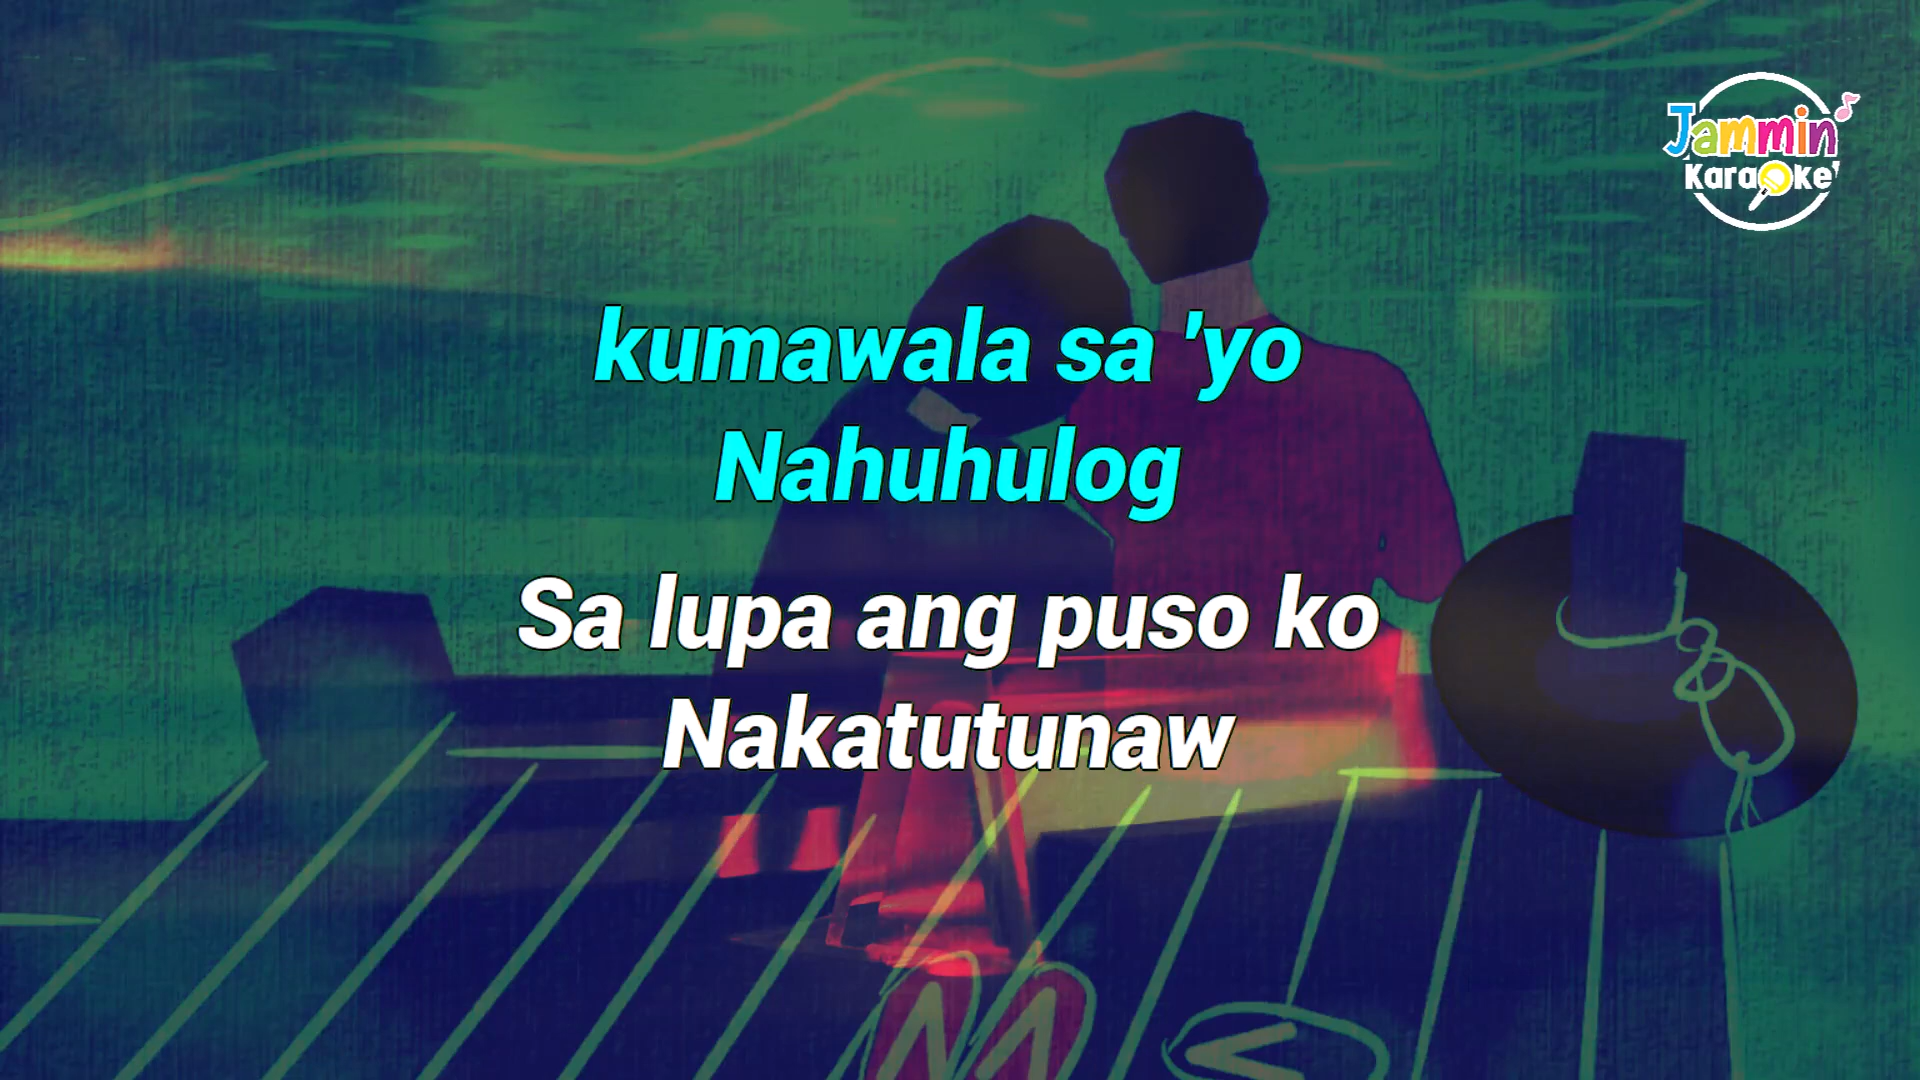 Jammin'
Karaoke
kumawala sa 'yo
Nahuhulog
Sa lupa ang puso ko
Nakatutunaw